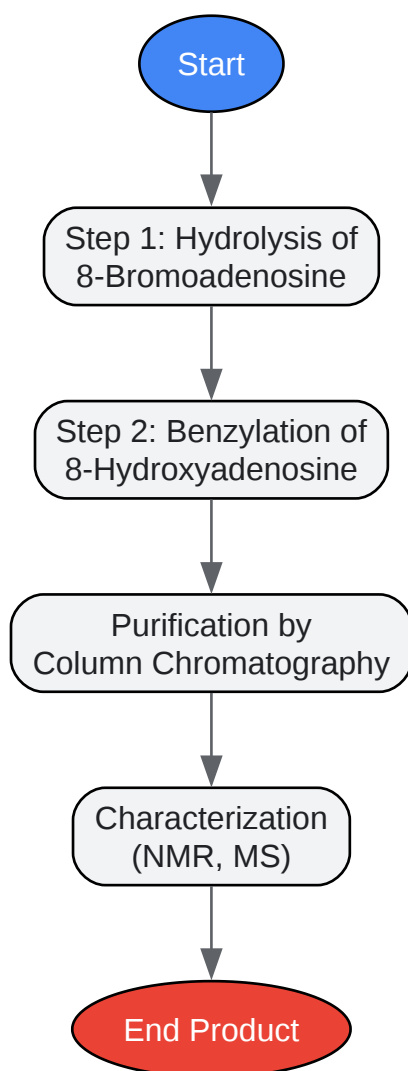 Start
Step 1: Hydrolysis of
8-Bromoadenosine
Step 2: Benzylation of
8-Hydroxyadenosine
Purification by
Column Chromatography
Characterization
(NMR, MS)
End Product